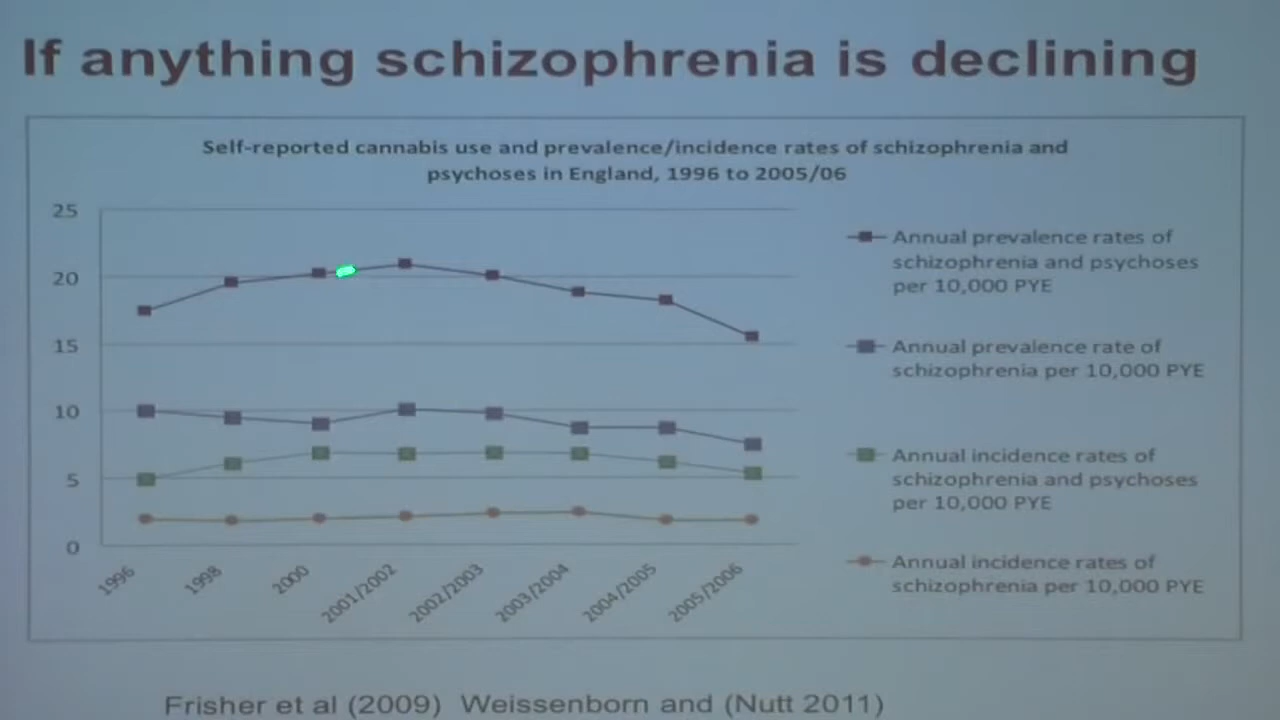 If anything schizophrenia is declining
Self-reported cannabis use and prevalence/incidence rates of schizophrenia and
psychoses in England, 1996 to 2005/06
25
20
15
10
5
0
1996
1998
2000
2001/2002
2002/2003
2003/2004
2004/2005
2005/2006
Annual prevalence rates of
schizophrenia and psychoses
per 10,000 PYE
Annual prevalence rate of
schizophrenia per 10,000 PYE
Annual incidence rates of
schizophrenia and psychoses
per 10,000 PYE
Annual incidence rates of
schizophrenia per 10,000 PYE
Frisher et al (2009) Weissenborn and (Nutt 2011)